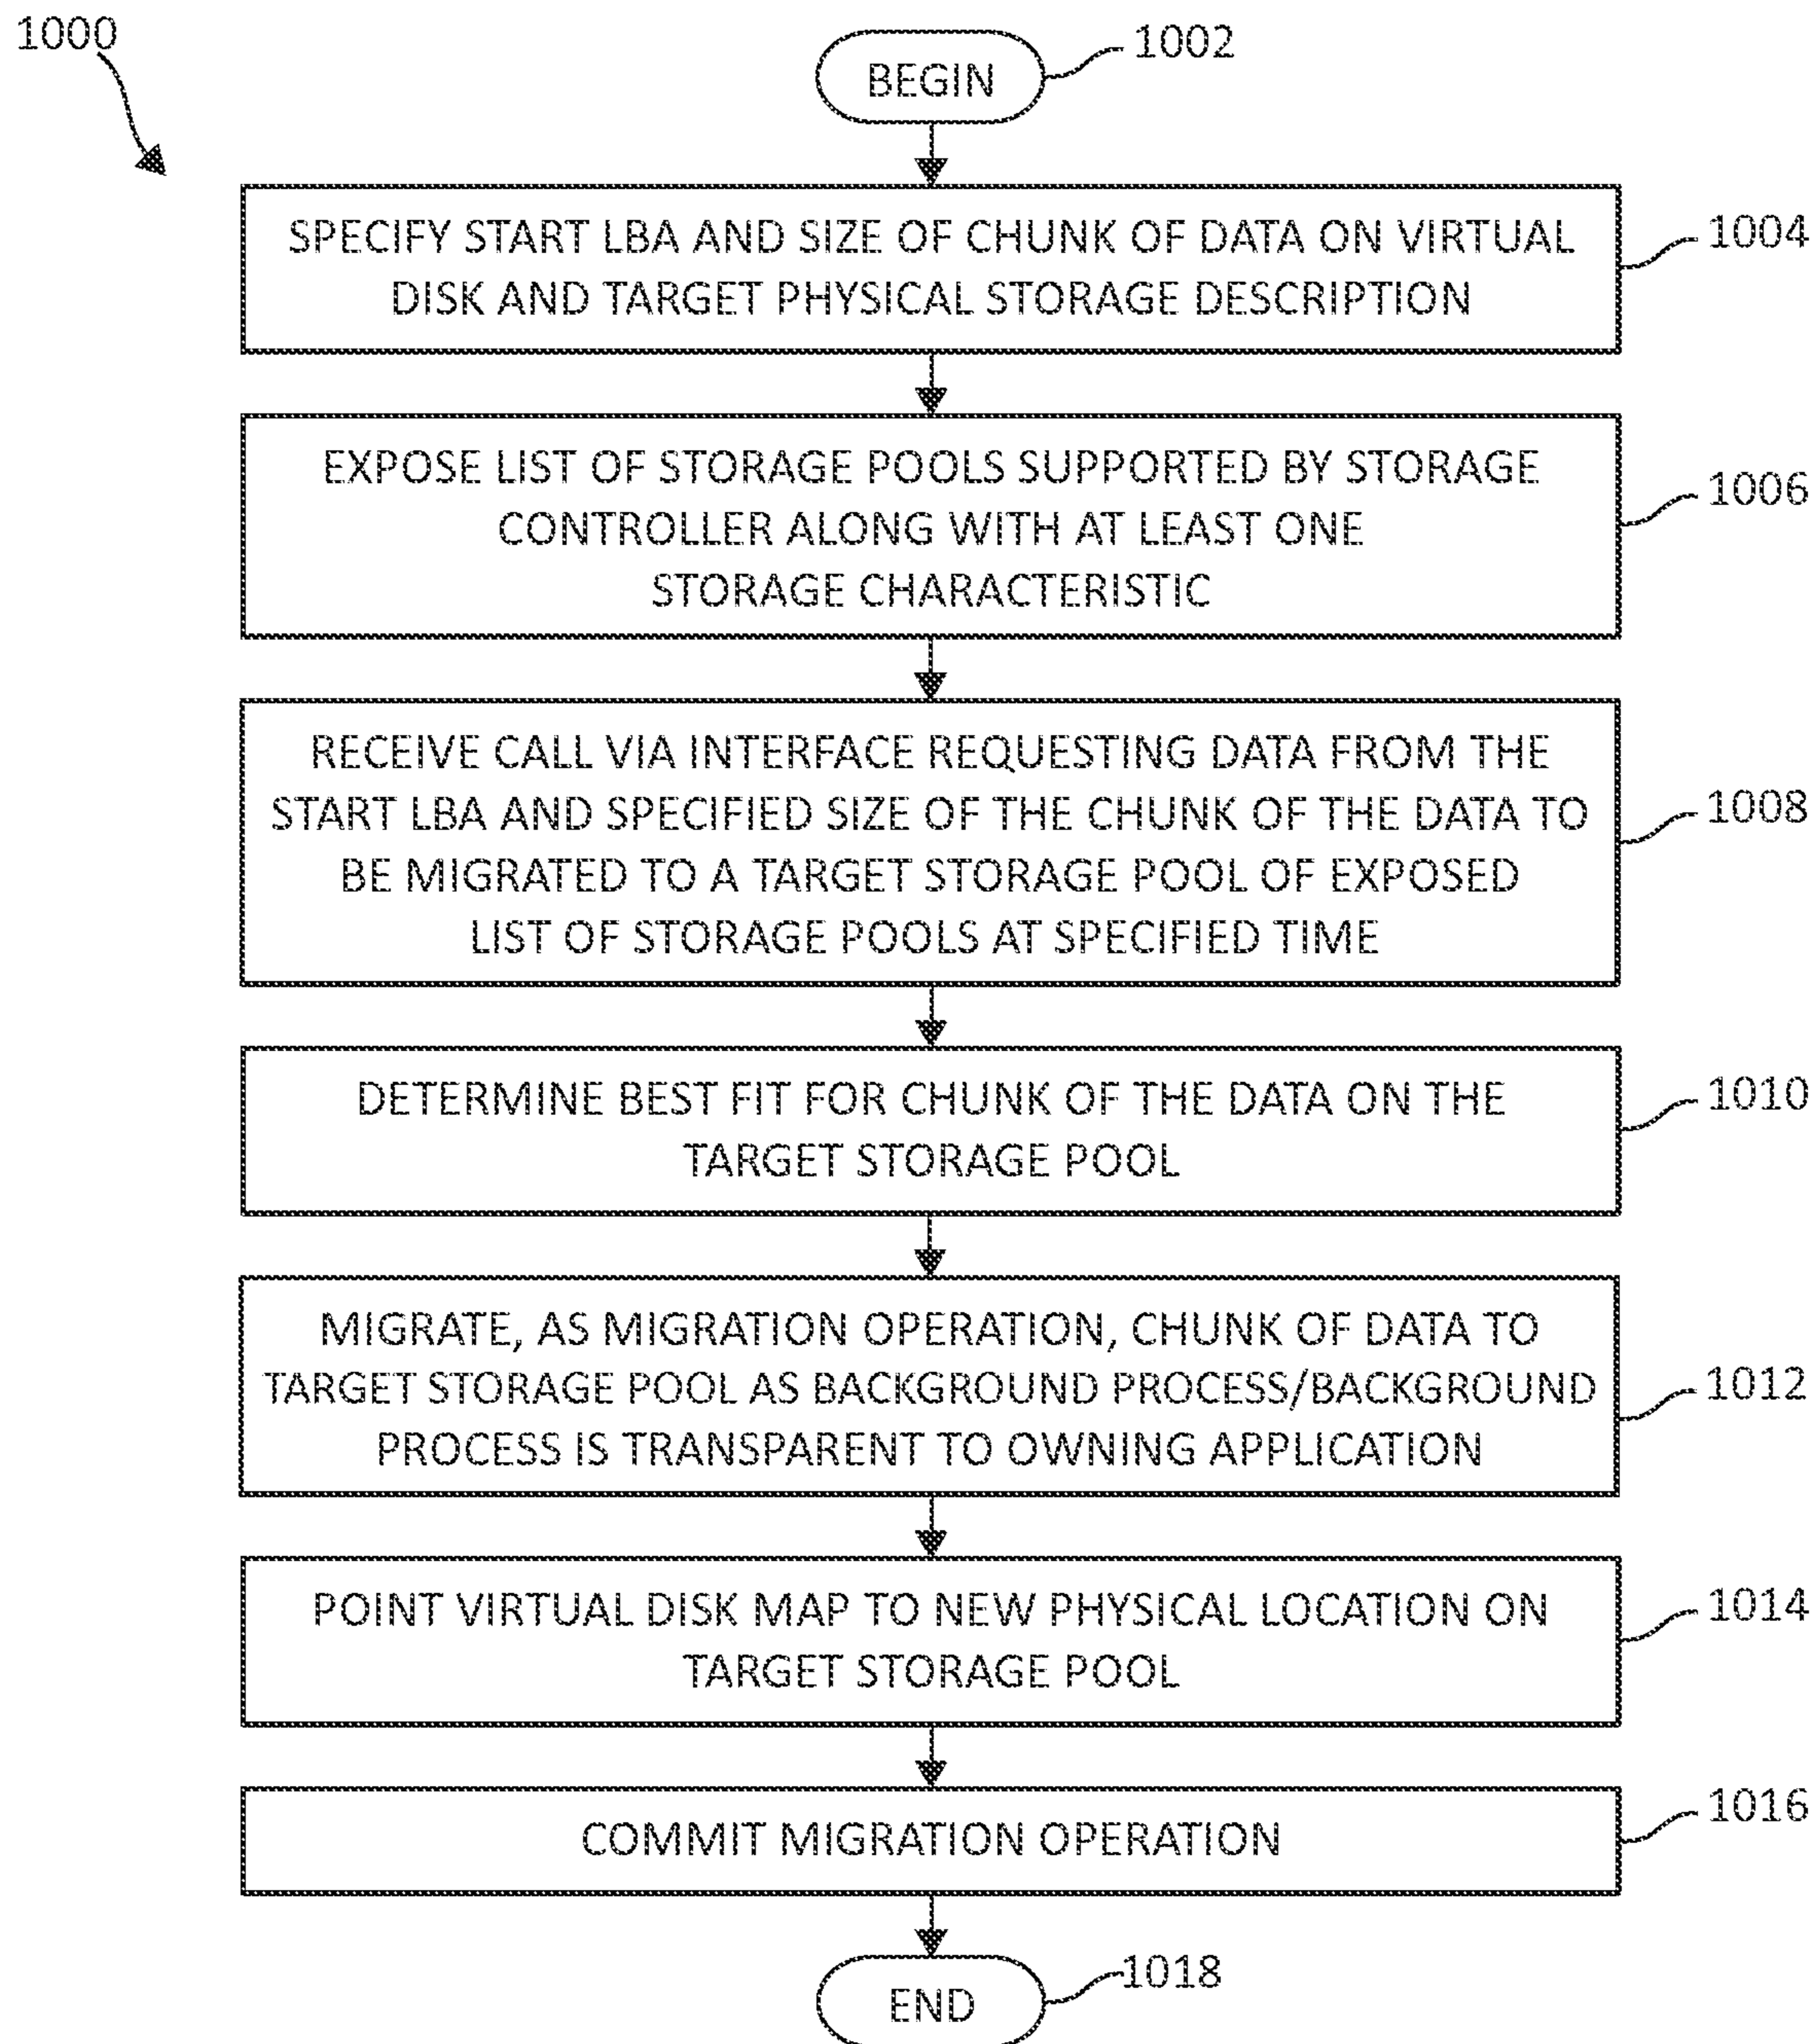 1000
BEGIN
1002
SPECIFY START LBA AND SIZE OF CHUNK OF DATA ON VIRTUAL
DISK AND TARGET PHYSICAL STORAGE DESCRIPTION
1004
EXPOSE LIST OF STORAGE POOLS SUPPORTED BY STORAGE
CONTROLLER ALONG WITH AT LEAST ONE
STORAGE CHARACTERISTIC
1006
RECEIVE CALL VIA INTERFACE REQUESTING DATA FROM THE
START LBA AND SPECIFIED SIZE OF THE CHUNK OF THE DATA TO
BE MIGRATED TO A TARGET STORAGE POOL OF EXPOSED
LIST OF STORAGE POOLS AT SPECIFIED TIME
1008
DETERMINE BEST FIT FOR CHUNK OF THE DATA ON THE
TARGET STORAGE POOL
1010
MIGRATE, AS MIGRATION OPERATION, CHUNK OF DATA TO
TARGET STORAGE POOL AS BACKGROUND PROCESS/BACKGROUND
PROCESS IS TRANSPARENT TO OWNING APPLICATION
1012
POINT VIRTUAL DISK MAP TO NEW PHYSICAL LOCATION ON
TARGET STORAGE POOL
1014
COMMIT MIGRATION OPERATION
1016
END
1018